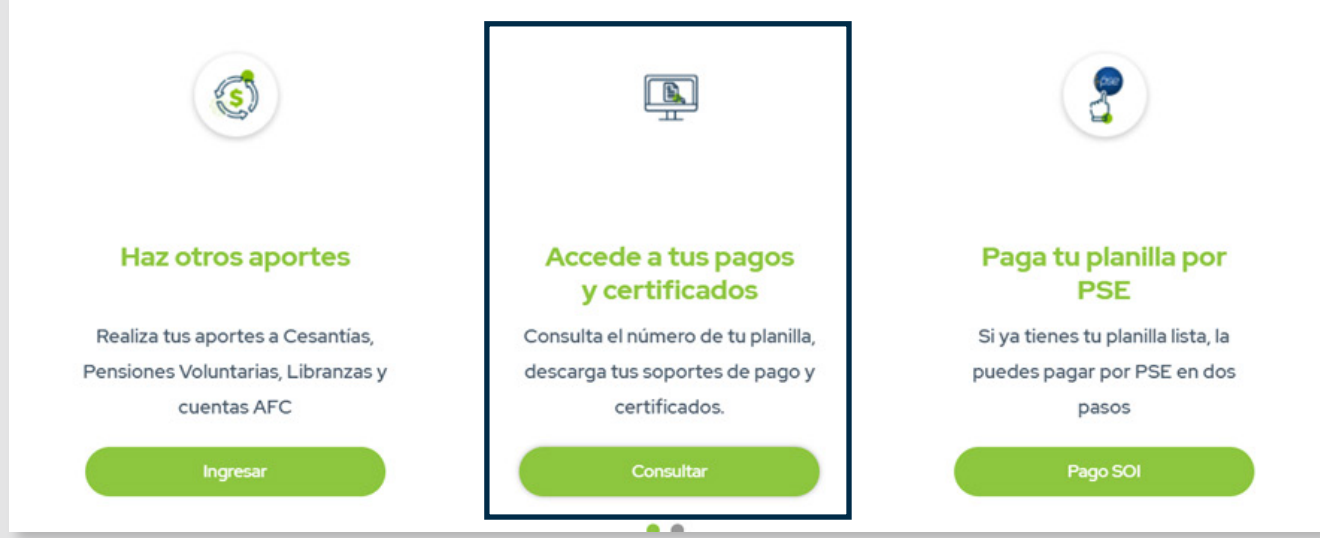 $
pse
Haz otros aportes
Realiza tus aportes a Cesantías,
Pensiones Voluntarias, Libranzas y
cuentas AFC
Ingresar
Accede a tus pagos
y certificados
Consulta el número de tu planilla,
descarga tus soportes de pago y
certificados.
Consultar
Paga tu planilla por
PSE
Si ya tienes tu planilla lista, la
puedes pagar por PSE en dos
pasos
Pago SOI